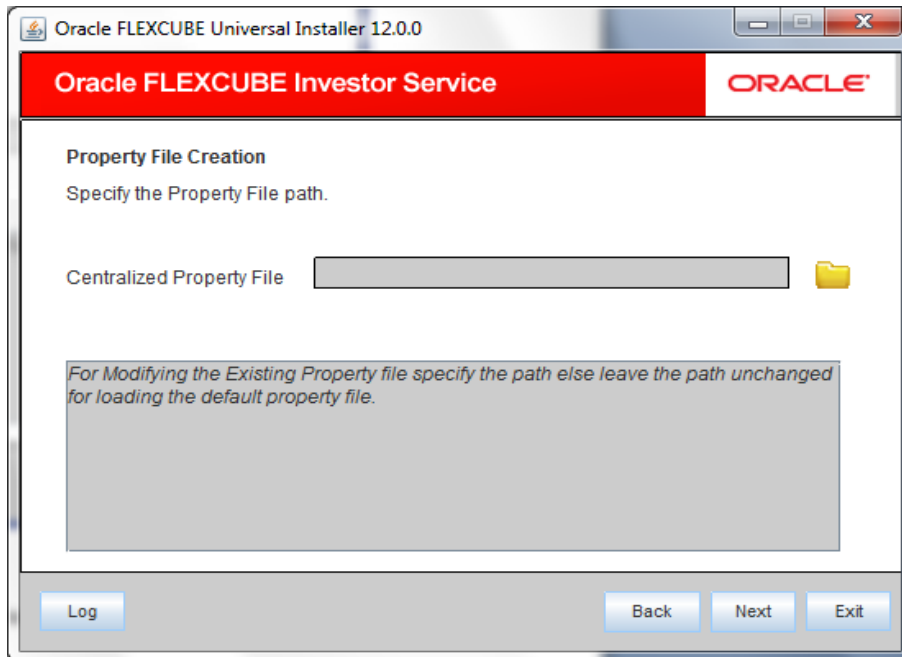 Oracle FLEXCUBE Universal Installer 12.0.0
Oracle FLEXCUBE Investor Service
ORACLE
Property File Creation
Specify the Property File path.
Centralized Property File
For Modifying the Existing Property file specify the path else leave the path unchanged
for loading the default property file.
Log Back Next Exit